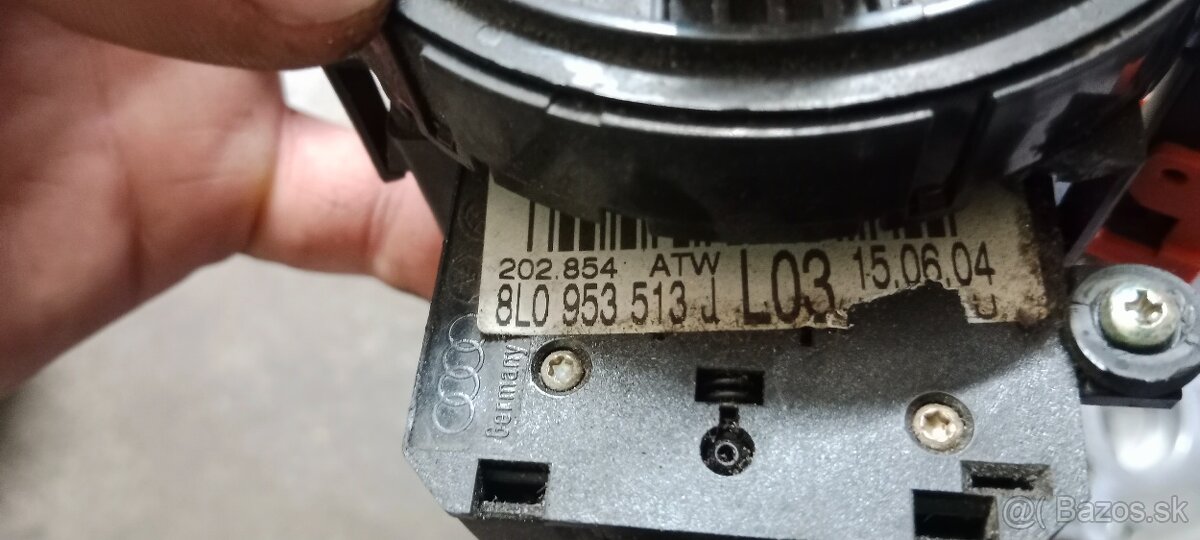 202.854 ATW L03 15.06.04
8L0 953 513 J
Germany
@( Bazos.sk